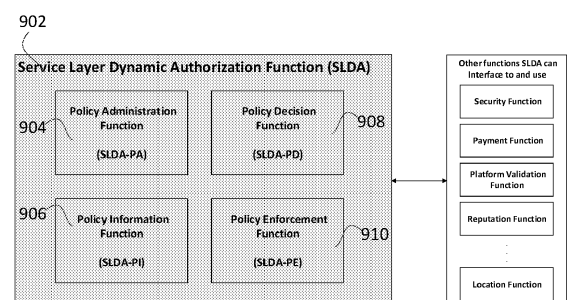 902
Service Layer Dynamic Authorization Function (SLDA)
Policy Administration
Function
(SLDA-PA)
904
Policy Decision
Function
(SLDA-PD)
908
Policy Information
Function
(SLDA-PI)
906
Policy Enforcement
Function
(SLDA-PE)
910
Other functions SLDA can
Interface to and use
Security Function
Payment Function
Platform Validation
Function
Reputation Function
.
.
.
Location Function